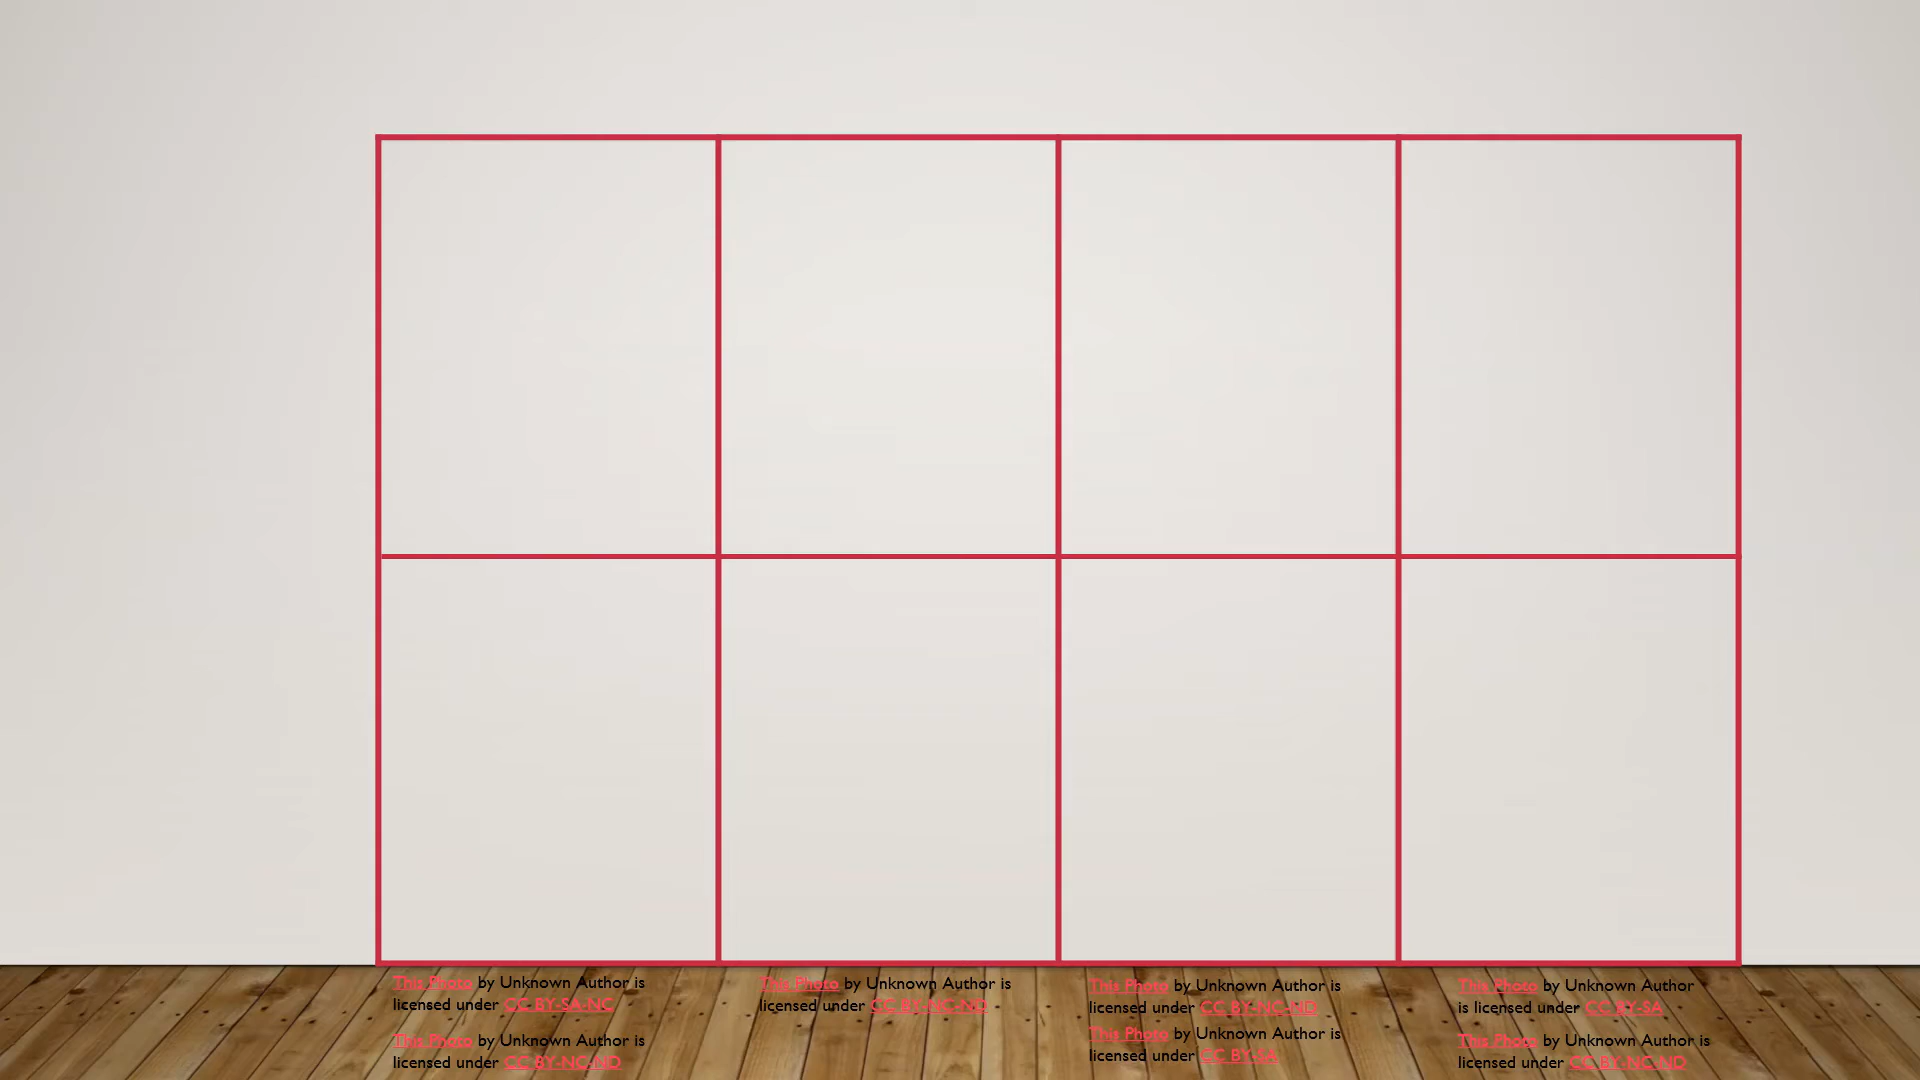 This Photo by Unknown Author is
licensed under CC BY-SA-NC
This Photo by Unknown Author is
licensed under CC BY-NC-ND
This Photo by Unknown Author is
licensed under CC BY-NC-ND
This Photo by Unknown Author is
licensed under CC BY-NC-ND
This Photo by Unknown Author is
licensed under CC BY-SA
This Photo by Unknown Author
is licensed under CC BY-SA
This Photo by Unknown Author is
licensed under CC BY-NC-ND